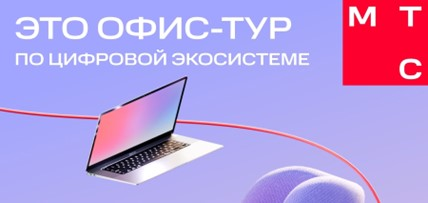 ЭТО ОФИС-ТУР
ПО ЦИФРОВОЙ ЭКОСИСТЕМЕ
М Т
С